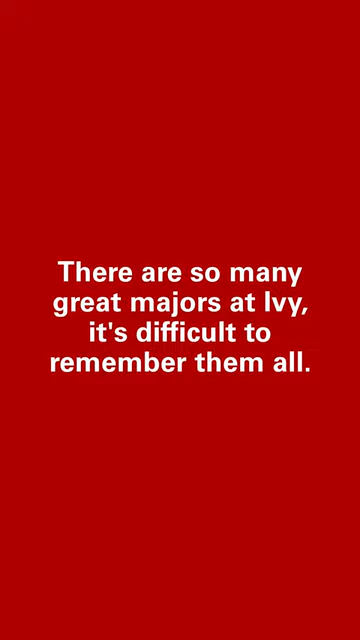 There are so many
great majors at Ivy,
it's difficult to
remember them all.